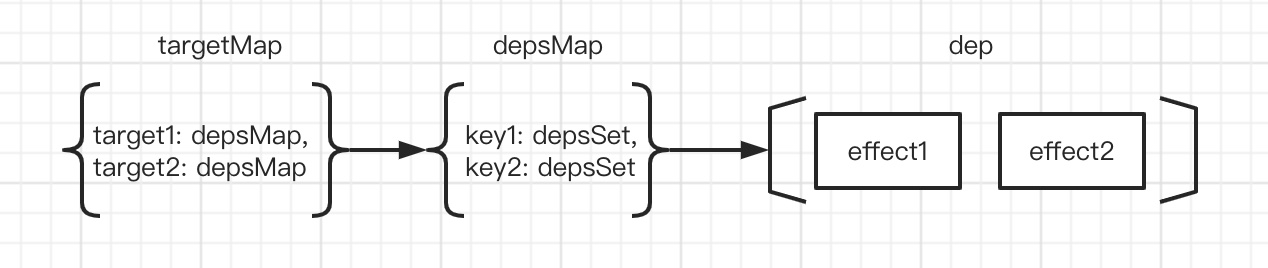 targetMap
depsMap
dep
target1: depsMap,
target2: depsMap
key1: depsSet,
key2: depsSet
effect1
effect2